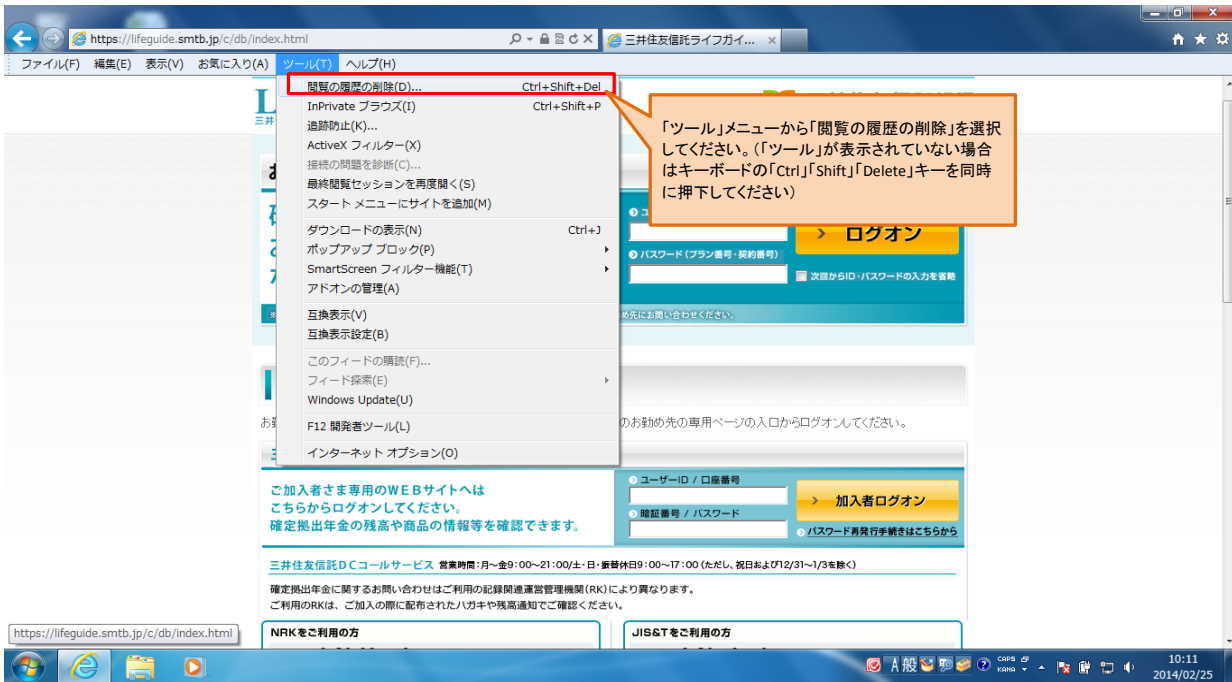 https://lifeguide.smtb.jp/c/db/index.html
三井住友信託ライフガイ...
ファイル(F) 編集(E) 表示(V) お気に入り(A) ツール(T) ヘルプ(H)
閲覧の履歴の削除(D)... Ctrl+Shift+Del
InPrivate ブラウズ(I) Ctrl+Shift+P
追跡防止(K)...
ActiveX フィルター(X)
接続の問題を診断(C)...
最終閲覧セッションを再度開く(S)
スタート メニューにサイトを追加(M)
ダウンロードの表示(N) Ctrl+J
ポップアップ ブロック(P)
SmartScreen フィルター機能(T)
アドオンの管理(A)
互換表示(V)
互換表示設定(B)
このフィードの購読(F)...
フィード探索(E)
Windows Update(U)
F12 開発者ツール(L)
インターネット オプション(O)
「ツール」メニューから「閲覧の履歴の削除」を選択
してください。(「ツール」が表示されていない場合
はキーボードの「Ctrl」「Shift」「Delete」キーを同時
に押下してください)
ログオン
パスワード (プラン番号・契約番号)
次回からID・パスワードの入力を省略
め先にお問い合わせください。
のお勤め先の専用ページの入口からログオンしてください。
ご加入者さま専用のWEBサイトへは
こちらからログオンしてください。
確定拠出年金の残高や商品の情報等を確認できます。
ユーザーID / 口座番号
暗証番号 / パスワード
加入者ログオン
パスワード再発行手続きはこちらから
三井住友信託DCコールサービス 営業時間：月～金9：00～21：00/土・日・振替休日9：00～17：00 (ただし、祝日および12/31～1/3を除く)
確定拠出年金に関するお問い合わせはご利用の記録関連運営管理機関(RK)により異なります。
ご利用のRKは、ご加入の際に配布されたハガキや残高通知でご確認ください。
NRKをご利用の方
JIS&Tをご利用の方
https://lifeguide.smtb.jp/c/db/index.html
A 般
CAPS
KANA
10:11
2014/02/25